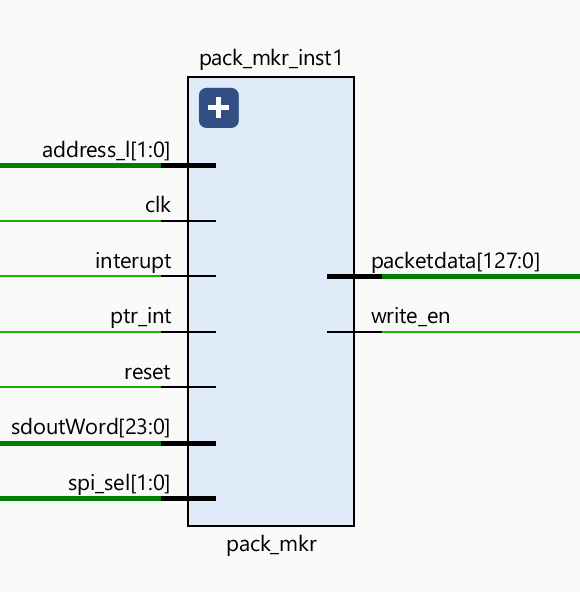 pack_mkr_inst1
address_l[1:0]
clk
interupt
packetdata[127:0]
ptr_int
write_en
reset
sdoutWord[23:0]
spi_sel[1:0]
pack_mkr